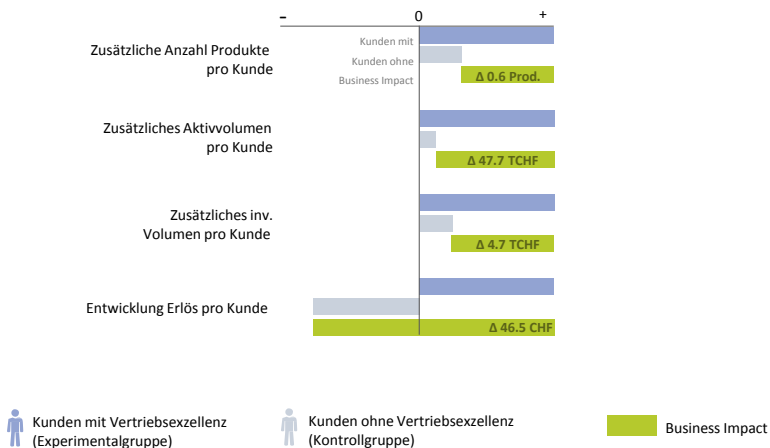 -
0
+
Zusätzliche Anzahl Produkte
pro Kunde
Kunden mit
Kunden ohne
Business Impact
Δ 0.6 Prod.
Zusätzliches Aktivvolumen
pro Kunde
Δ 47.7 TCHF
Zusätzliches inv.
Volumen pro Kunde
Δ 4.7 TCHF
Entwicklung Erlös pro Kunde
Δ 46.5 CHF
Kunden mit Vertriebsexzellenz
(Experimentalgruppe)
Kunden ohne Vertriebsexzellenz
(Kontrollgruppe)
Business Impact